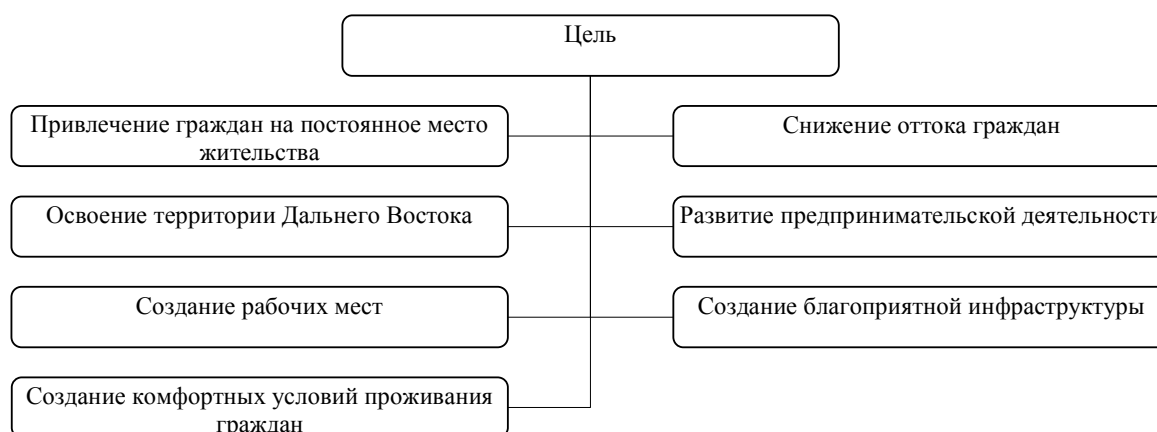 Цель
Привлечение граждан на постоянное место
жительства
Снижение оттока граждан
Освоение территории Дальнего Востока
Развитие предпринимательской деятельности
Создание рабочих мест
Создание благоприятной инфраструктуры
Создание комфортных условий проживания
граждан